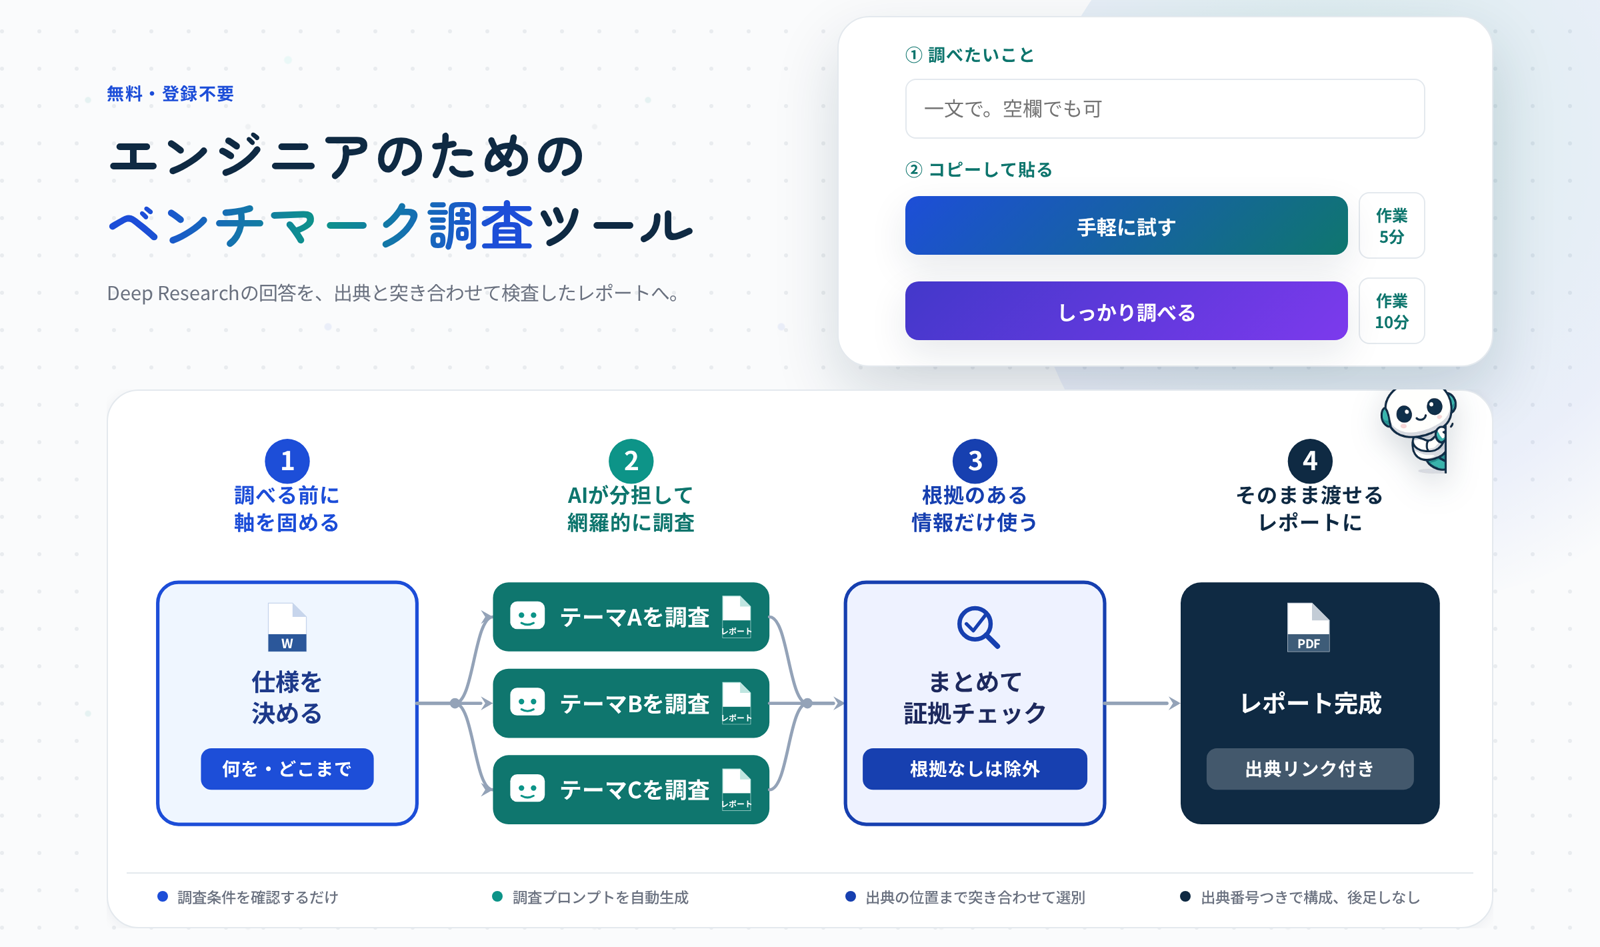 無料・登録不要
エンジニアのための
ベンチマーク調査ツール
Deep Researchの回答を、出典と突き合わせて検査したレポートへ。
① 調べたいこと
一文で。空欄でも可
② コピーして貼る
手軽に試す
作業
5分
しっかり調べる
作業
10分
1
調べる前に
軸を固める
2
AIが分担して
網羅的に調査
3
根拠のある
情報だけ使う
4
そのまま渡せる
レポートに
W
仕様を
決める
何を・どこまで
テーマAを調査
レポート
テーマBを調査
レポート
テーマCを調査
レポート
まとめて
証拠チェック
根拠なしは除外
PDF
レポート完成
出典リンク付き
調査条件を確認するだけ
調査プロンプトを自動生成
出典の位置まで突き合わせて選別
出典番号つきで構成、後足しなし